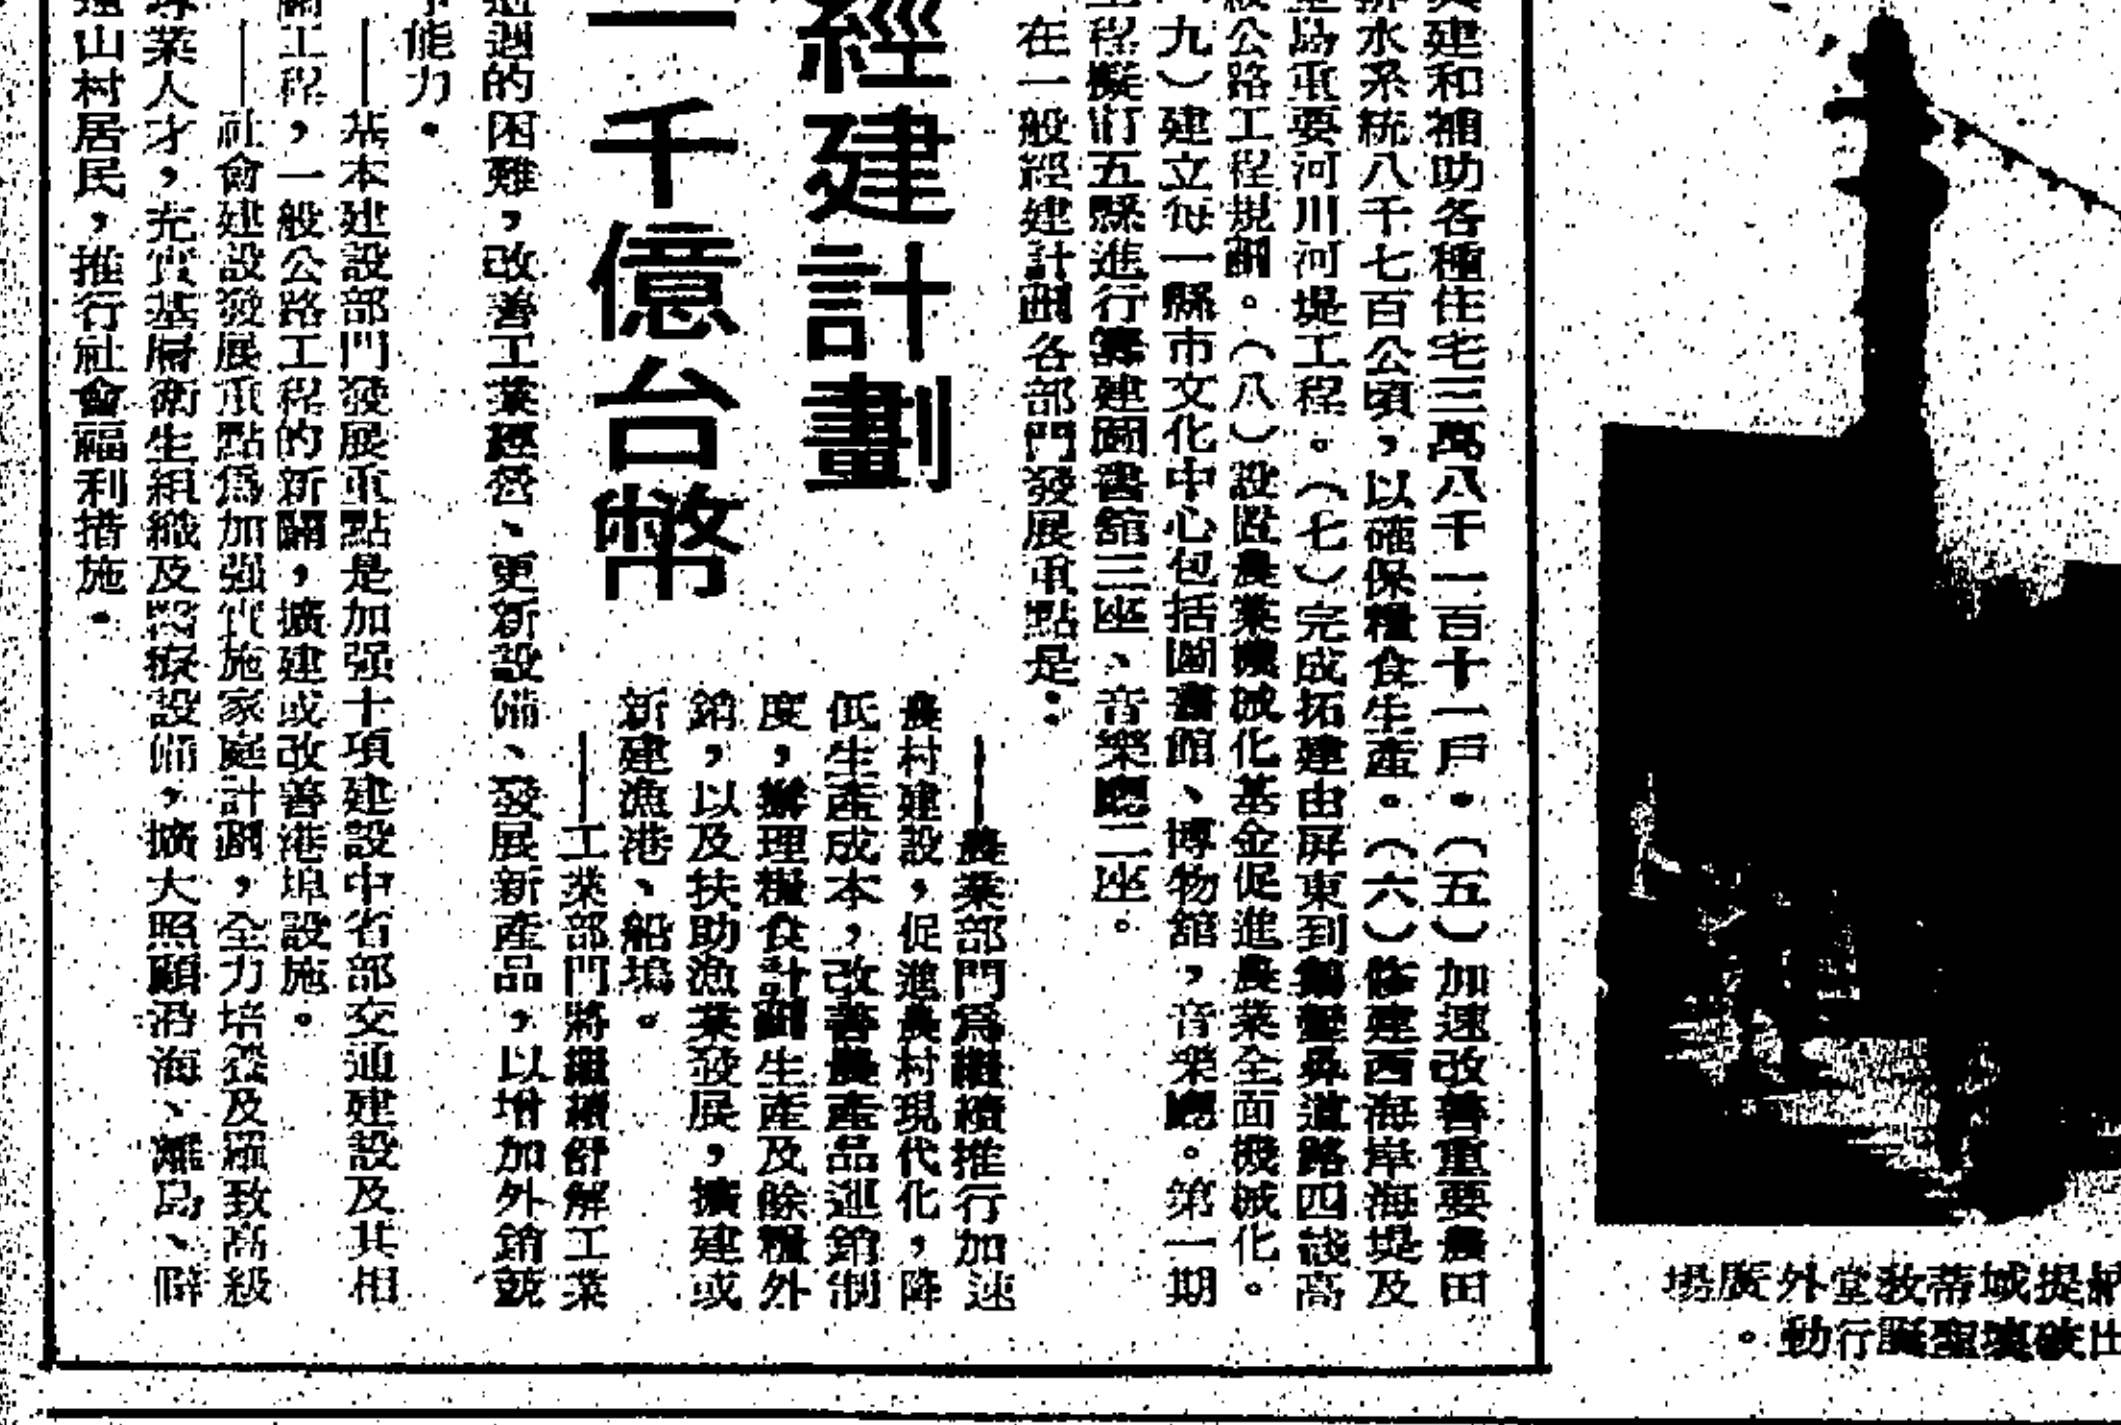 建和補助各種住宅三萬八千一百十一戶．（五）加速改善重要農田
排水系統八千七百公頃，以確保糧食生產。（六）修建西海岸海堤及
島重要河川河堤工程。（七）完成拓建由屏東到鵝鑾鼻道路四線高
級公路工程規劃。（八）設置農業機械化基金促進農業全面機械化。
九）建立每一縣市文化中心包括圖書館、博物館，音樂廳。第一期
工程擬訂五縣進行籌建圖書館三座、音樂廳二座。
在一般經建計劃各部門發展重點是：
經建計劃
一千億台幣
——農業部門為繼續推行加速
農村建設，促進農村現代化，降
低生產成本，改善農產品運銷制
度，辦理糧食計劃生產及餘糧外
銷，以及扶助漁業發展，擴建或
新建漁港、船塢。
——工業部門將繼續舒解工業
遭遇的困難，改善工業經營、更新設備、發展新產品，以增加外銷競
爭能力．
——基本建設部門發展重點是加强十項建設中省部交通建設及其相
關工程，一般公路工程的新闢，擴建或改善港埠設施。
——社會建設發展重點為加强實施家庭計劃，全力培養及羅致高級
專業人才，充實基層衛生組織及醫療設備，擴大照顧沿海、離島、僻
遠山村居民，推行社會福利措施．
提城蒂教堂外廣場
出破壞聖誕行動。